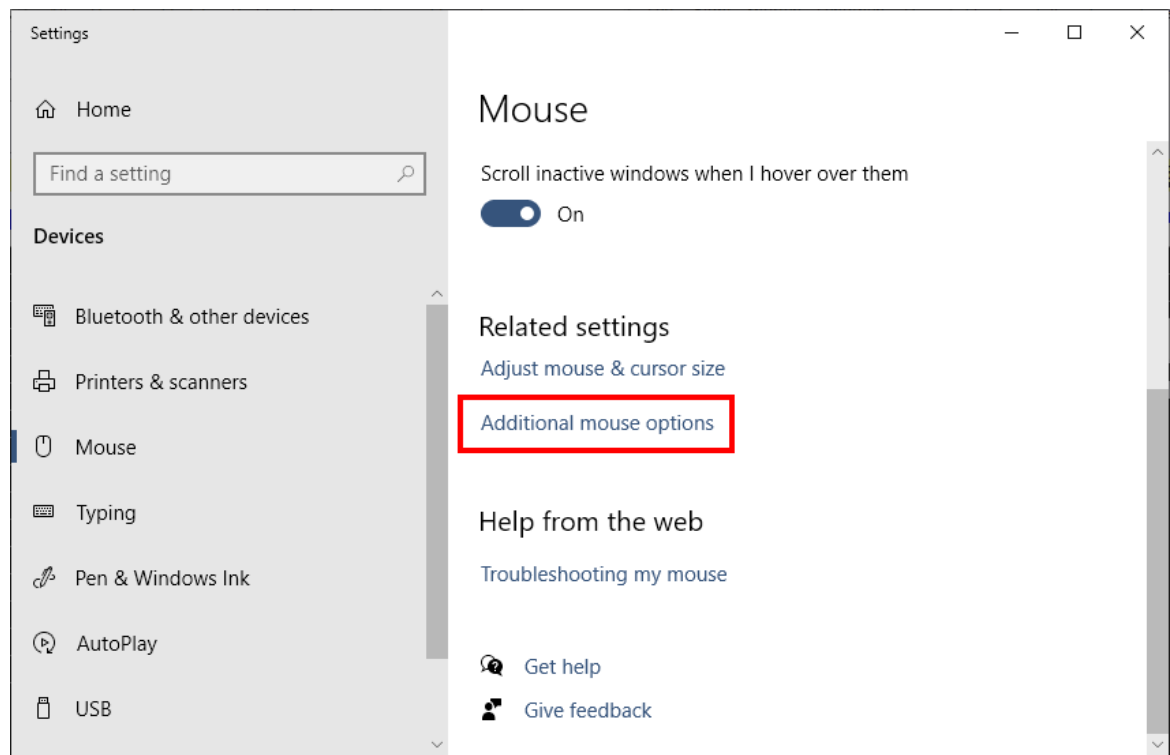 Settings
Home
Find a setting
Devices
Bluetooth & other devices
Printers & scanners
Mouse
Typing
Pen & Windows Ink
AutoPlay
USB
Mouse
Scroll inactive windows when I hover over them
On
Related settings
Adjust mouse & cursor size
Additional mouse options
Help from the web
Troubleshooting my mouse
Get help
Give feedback